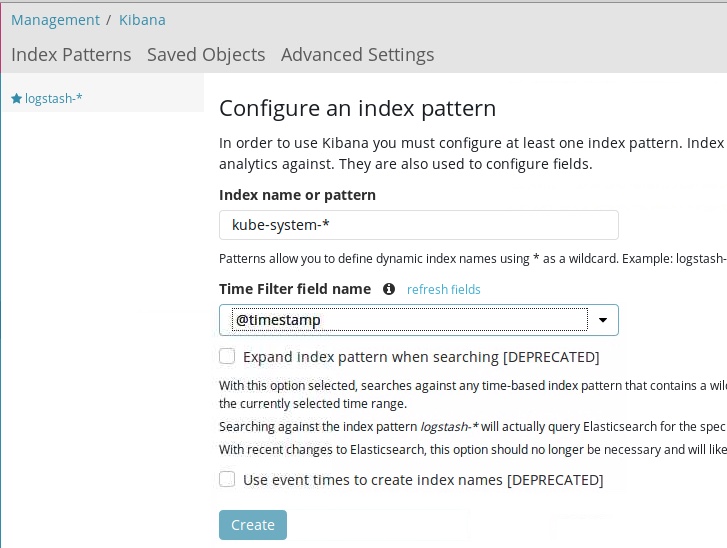 Management / Kibana
Index Patterns Saved Objects Advanced Settings
logstash-*
Configure an index pattern
In order to use Kibana you must configure at least one index pattern. Index
analytics against. They are also used to configure fields.
Index name or pattern
kube-system-*
Patterns allow you to define dynamic index names using * as a wildcard. Example: logstash-
Time Filter field name refresh fields
@timestamp
Expand index pattern when searching [DEPRECATED]
With this option selected, searches against any time-based index pattern that contains a wil
the currently selected time range.
Searching against the index pattern logstash-* will actually query Elasticsearch for the spec
With recent changes to Elasticsearch, this option should no longer be necessary and will like
Use event times to create index names [DEPRECATED]
Create